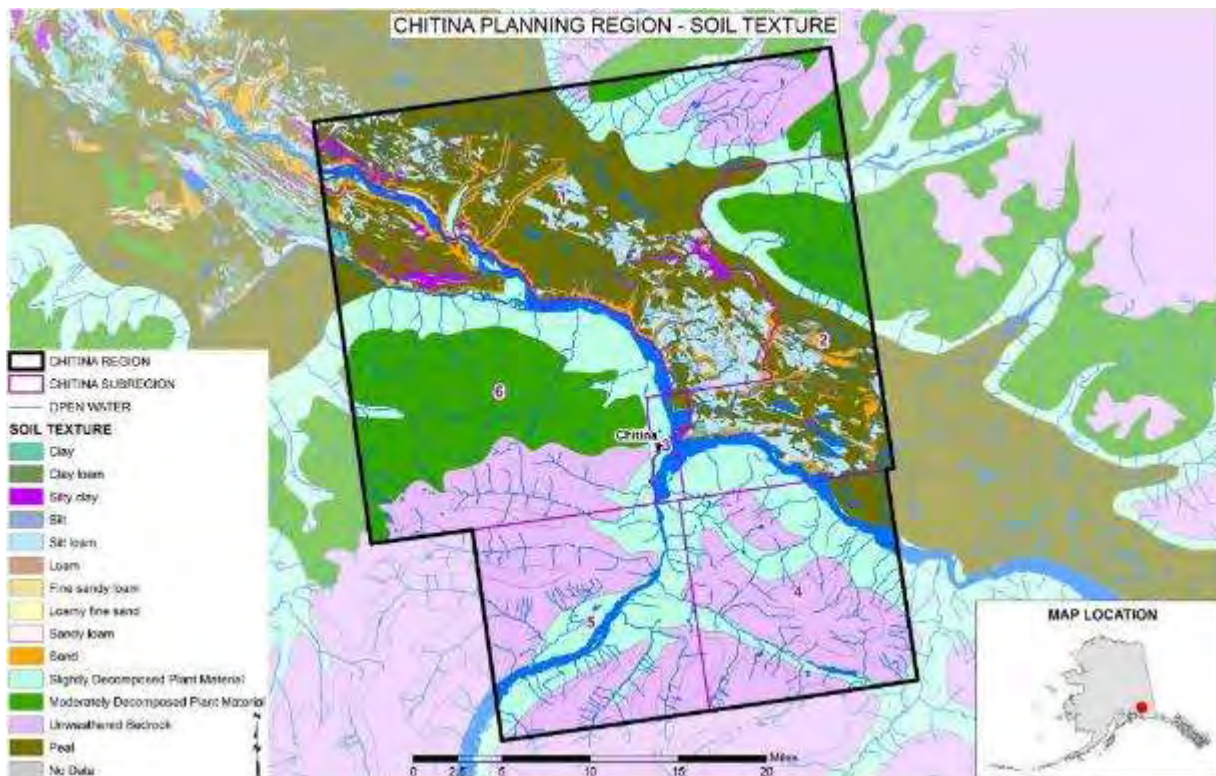 CHITINA PLANNING REGION - SOIL TEXTURE
1
2
6
Chitina
3
4
5
CHITINA REGION
CHITINA SUBREGION
OPEN WATER
SOIL TEXTURE
Clay
Clay loam
Silty clay
Silt
Silt loam
Loam
Fine sandy loam
Loamy fine sand
Sandy loam
Sand
Slightly Decomposed Plant Material
Moderately Decomposed Plant Material
Unweathered Bedrock
Peat
No Data
MAP LOCATION
Miles
0 2.5 5 10 15 20